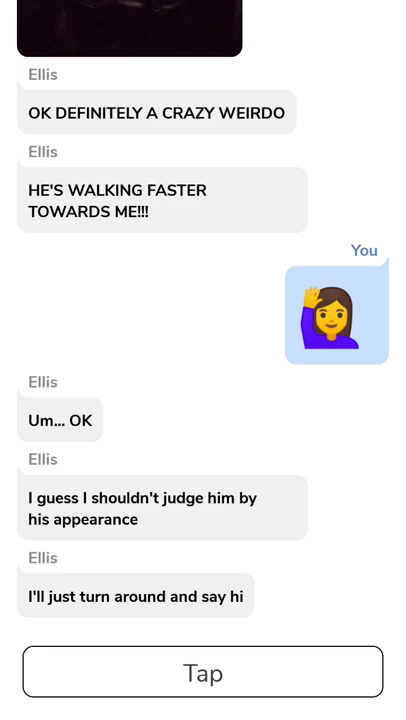 Ellis
OK DEFINITELY A CRAZY WEIRDO
Ellis
HE'S WALKING FASTER
TOWARDS ME!!!
You
Ellis
Um... OK
Ellis
I guess I shouldn't judge him by
his appearance
Ellis
I'll just turn around and say hi
Tap